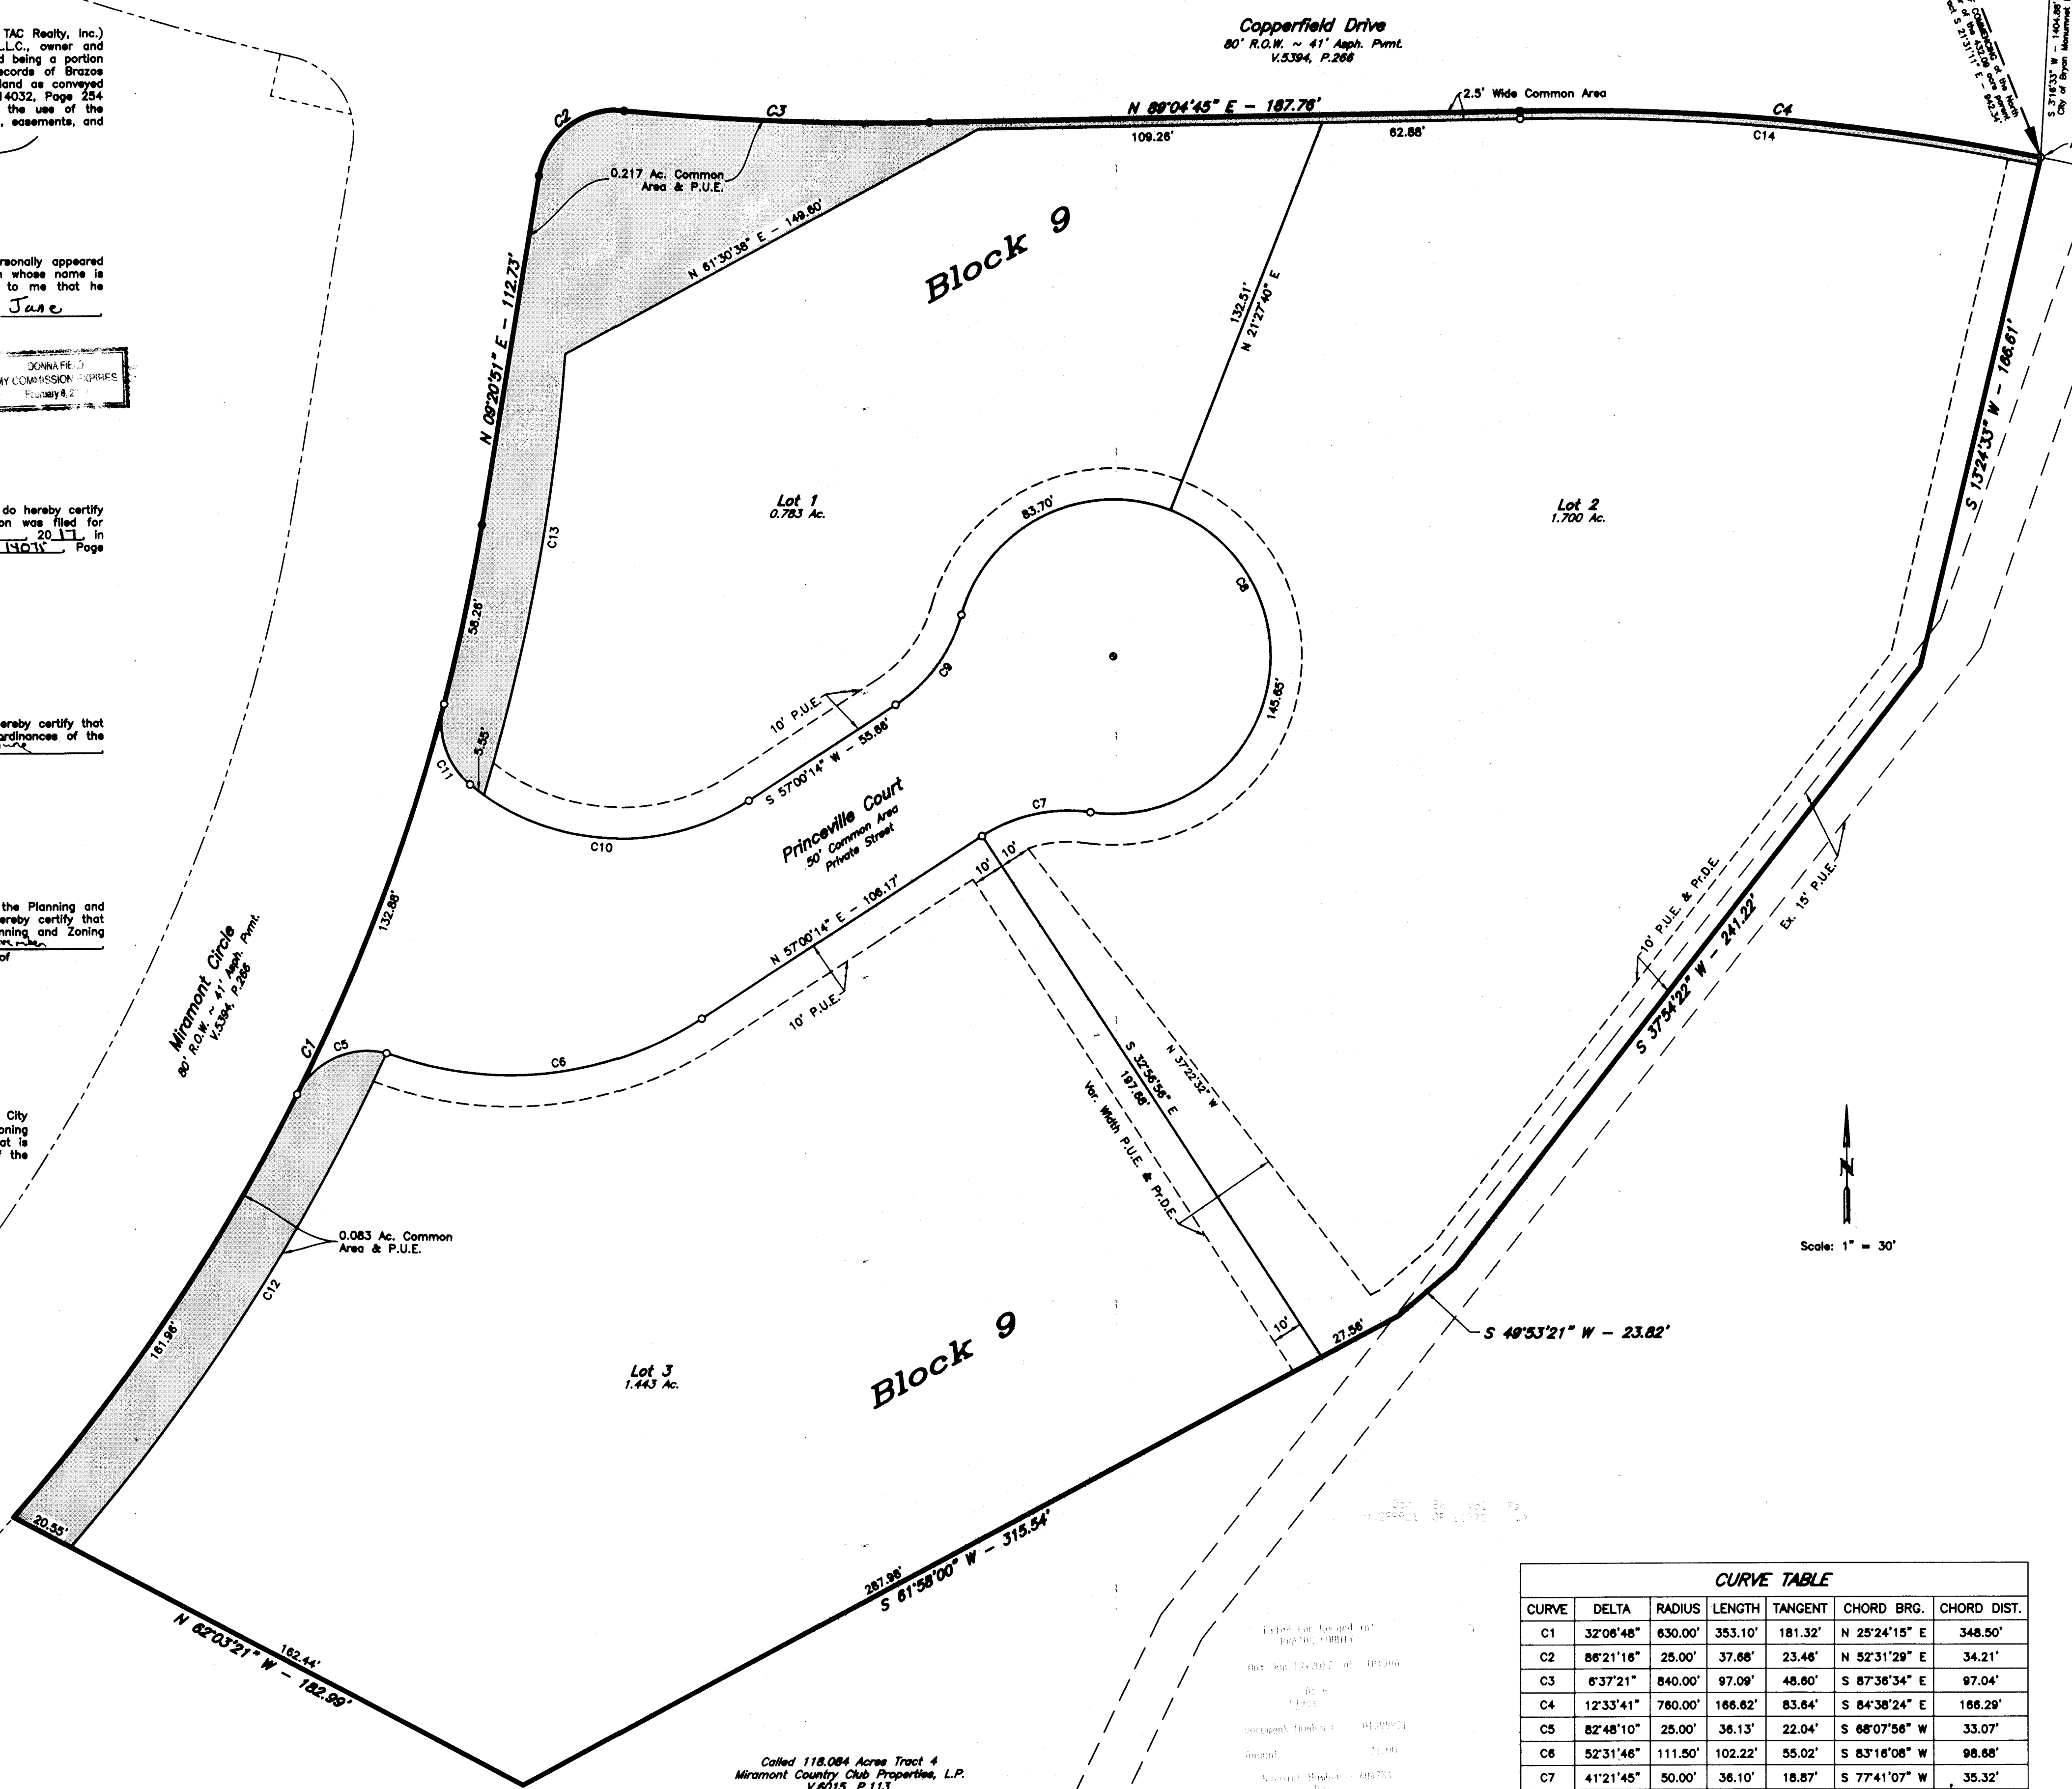 TAC Realty, Inc.)
L.L.C., owner and
d being a portion
ecords of Brazos
land as conveyed
14032, Page 254
the use of the
, easements, and
ersonally appeared
n whose name is
to me that he
June
DONNA FIELD
MY COMMISSION EXPIRES
do hereby certify
on was filed for
, 20 17, in
14075, Page
ereby certify that
rdinances of the
the Planning and
ereby certify that
nning and Zoning
of
City
oning
at is
f the
Copperfield Drive
80' R.O.W. ~ 41' Asph. Pvmt.
V.5394, P.266
S 3°16'33" W - 1404.88'
City of Bryan Monument
S 21°31'11" E - 942.34'
C2
C3
N 89°04'45" E - 187.76'
2.5' Wide Common Area
C4
109.26'
62.88'
C14
0.217 Ac. Common
Area & P.U.E.
N 61°30'38" E - 149.60'
Block 9
N 09°20'51" E - 112.73'
132.51'
N 21°27'40" E
S 13°24'33" W - 166.61'
Lot 1
0.783 Ac.
83.70'
Lot 2
1.700 Ac.
C13
C8
58.26'
C9
145.65'
10' P.U.E.
S 57°00'14" W - 55.66'
5.55'
C11
C10
Princeville Court
50' Common Area
Private Street
C7
10'
10'
N 57°00'14" E - 106.17'
10' P.U.E.
132.88'
Miramont Circle
80' R.O.W. ~ 41' Asph. Pvmt.
V.5394, P.266
C1
C5
C6
10' P.U.E. & Pr.D.E.
Ex. 15' P.U.E.
S 37°54'22" W - 241.22'
S 32°56'56" E
197.68'
N 37°22'32" W
Var. Width P.U.E. & Pr.D.E.
N
Scale: 1" = 30'
0.083 Ac. Common
Area & P.U.E.
C12
161.96'
Block 9
Lot 3
1.443 Ac.
10'
27.56'
S 49°53'21" W - 23.82'
20.55'
287.98'
S 61°58'00" W - 315.54'
162.44'
N 62°03'21" W - 182.99'
Called 118.084 Acres Tract 4
Miramont Country Club Properties, L.P.
V.6015, P.113
CURVE TABLE
CURVE DELTA RADIUS LENGTH TANGENT CHORD BRG. CHORD DIST.
C1 32°06'48" 630.00' 353.10' 181.32' N 25°24'15" E 348.50'
C2 86°21'16" 25.00' 37.68' 23.46' N 52°31'29" E 34.21'
C3 6°37'21" 840.00' 97.09' 48.60' S 87°36'34" E 97.04'
C4 12°33'41" 760.00' 166.62' 83.64' S 84°38'24" E 166.29'
C5 82°48'10" 25.00' 36.13' 22.04' S 68°07'56" W 33.07'
C6 52°31'46" 111.50' 102.22' 55.02' S 83°16'08" W 98.68'
C7 41°21'45" 50.00' 36.10' 18.87' S 77°41'07" W 35.32'